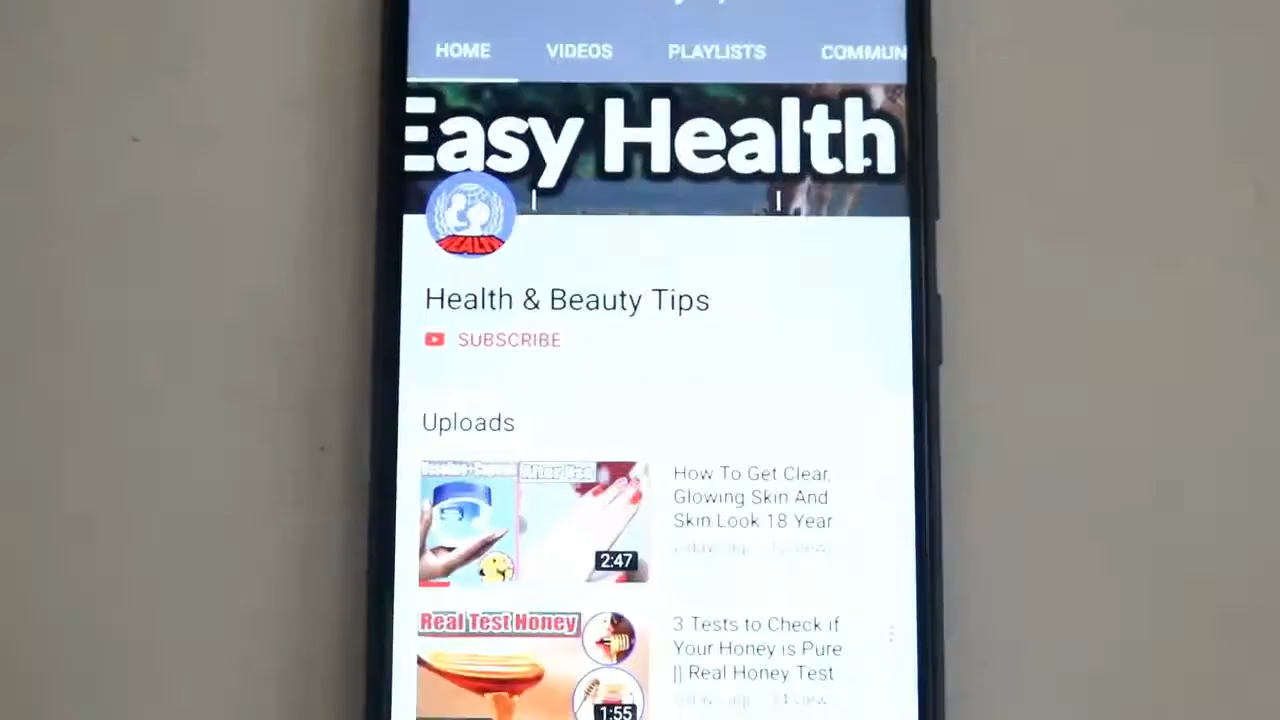 HOME VIDEOS PLAYLISTS COMMUN
Easy Health
HEALTH
Health & Beauty Tips
SUBSCRIBE
Uploads
After Use
How To Get Clear,
Glowing Skin And
Skin Look 18 Year
2:47
Real Test Honey
3 Tests to Check if
Your Honey is Pure
|| Real Honey Test
1:55